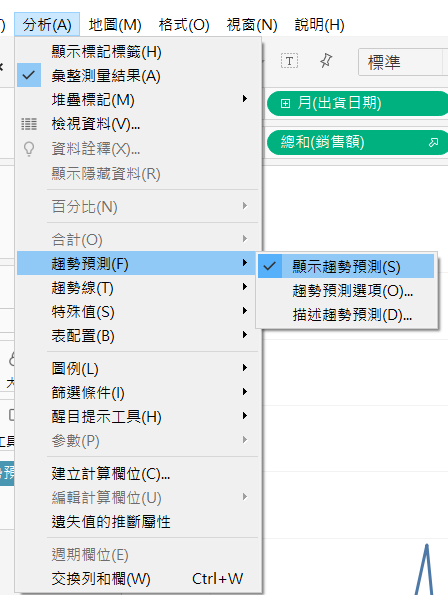 分析(A)
地圖(M)
格式(O)
視窗(N)
說明(H)
顯示標記標籤(H)
彙整測量結果(A)
堆疊標記(M)
檢視資料(V)...
資料詮釋(X)...
顯示隱藏資料(R)
百分比(N)
合計(O)
趨勢預測(F)
趨勢線(T)
特殊值(S)
表配置(B)
圖例(L)
篩選條件(I)
醒目提示工具(H)
參數(P)
建立計算欄位(C)...
編輯計算欄位(U)
遺失值的推斷屬性
週期欄位(E)
交換列和欄(W) Ctrl+W
顯示趨勢預測(S)
趨勢預測選項(O)...
描述趨勢預測(D)...
T
標準
月(出貨日期)
總和(銷售額)